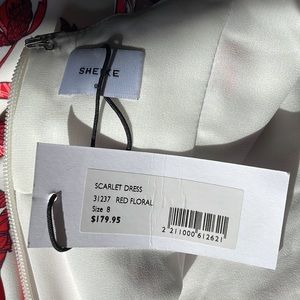 SHEIKE
SCARLET DRESS
31237 RED FLORAL
Size 8
$179.95
2 211000 612621